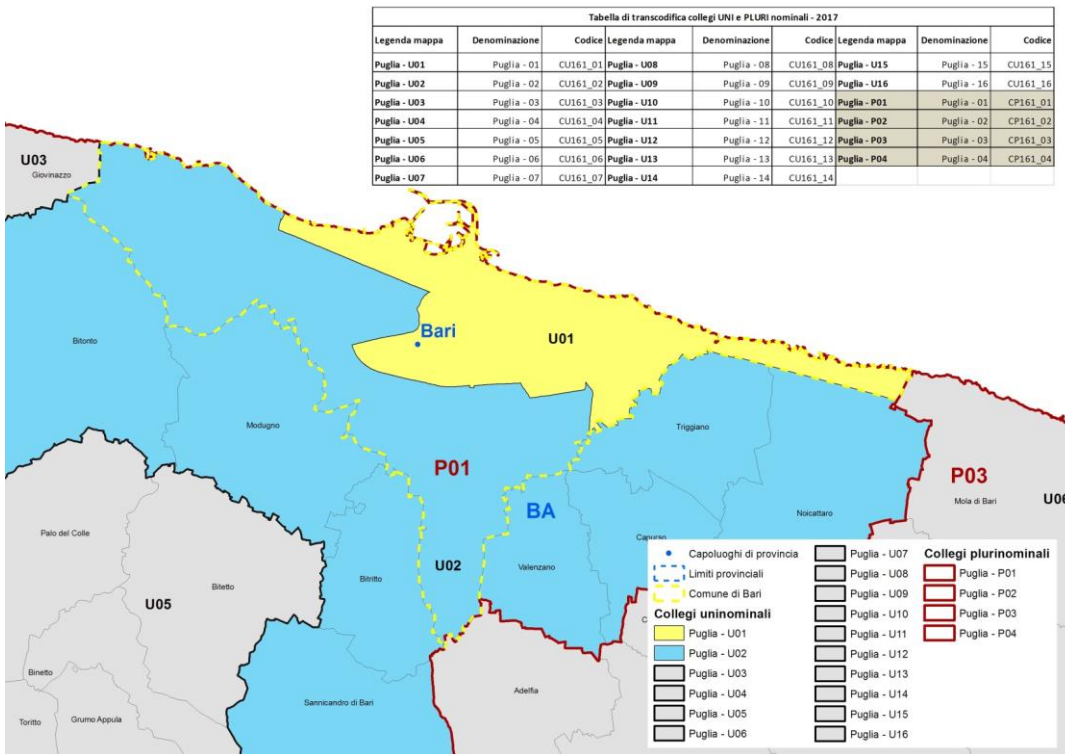 Tabella di transcodifica collegi UNI e PLURI nominali - 2017
Legenda mappa Denominazione Codice Legenda mappa Denominazione Codice Legenda mappa Denominazione Codice
Puglia - U01 Puglia - 01 CU161_01 Puglia - U08 Puglia - 08 CU161_08 Puglia - U15 Puglia - 15 CU161_15
Puglia - U02 Puglia - 02 CU161_02 Puglia - U09 Puglia - 09 CU161_09 Puglia - U16 Puglia - 16 CU161_16
Puglia - U03 Puglia - 03 CU161_03 Puglia - U10 Puglia - 10 CU161_10 Puglia - P01 Puglia - 01 CP161_01
Puglia - U04 Puglia - 04 CU161_04 Puglia - U11 Puglia - 11 CU161_11 Puglia - P02 Puglia - 02 CP161_02
Puglia - U05 Puglia - 05 CU161_05 Puglia - U12 Puglia - 12 CU161_12 Puglia - P03 Puglia - 03 CP161_03
Puglia - U06 Puglia - 06 CU161_06 Puglia - U13 Puglia - 13 CU161_13 Puglia - P04 Puglia - 04 CP161_04
Puglia - U07 Puglia - 07 CU161_07 Puglia - U14 Puglia - 14 CU161_14
U03
Giovinazzo
Bari
U01
Bitonto
Modugno
Triggiano
P01
P03
Mola di Bari
U06
BA
Noicattaro
Palo del Colle
Capurso
Valenzano
U02
Bitritto
Bitetto
U05
Binetto
Toritto
Grumo Appula
Sannicandro di Bari
Adelfia
Capoluoghi di provincia
Limiti provinciali
Comune di Bari
Collegi uninominali
Puglia - U01
Puglia - U02
Puglia - U03
Puglia - U04
Puglia - U05
Puglia - U06
Puglia - U07
Puglia - U08
Puglia - U09
Puglia - U10
Puglia - U11
Puglia - U12
Puglia - U13
Puglia - U14
Puglia - U15
Puglia - U16
Collegi plurinominali
Puglia - P01
Puglia - P02
Puglia - P03
Puglia - P04